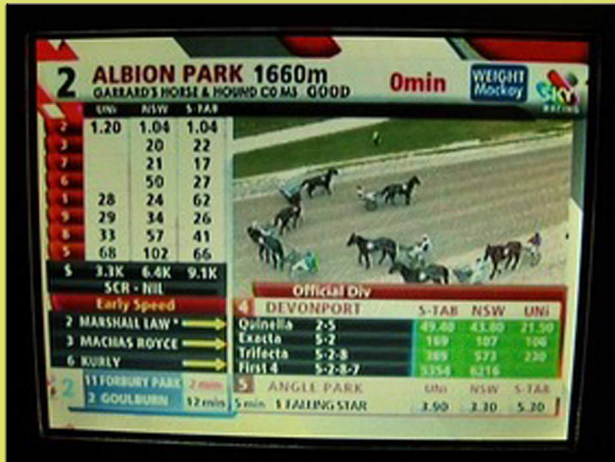 2 ALBION PARK 1660m 0min WEIGHT Mockoy
GARRARD'S HORSE & HOUND CO MS GOOD
SKY RACING
UNi NSW S-TAB
2 1.20 1.04 1.04
3 20 22
7 21 17
6 50 27
1 28 24 62
9 29 34 26
8 33 57 41
5 68 102 66
$ 3.3K 6.4K 9.1K
SCR - NIL
Early Speed
2 MARSHALL LAW *
3 MACHAS ROYCE
6 KURLY
Official Div
4 DEVONPORT S-TAB NSW UNi
Quinella 2-5 49.40 43.80 21.50
Exacta 5-2 169 107 106
Trifecta 5-2-8 389 573 230
First 4 5-2-8-7 5354 6216
2 11 FORBURY PARK 2 min
2 GOULBURN 12 min
5 ANGLE PARK UNi NSW S-TAB
5 min 1 FALLING STAR 3.90 3.30 5.30